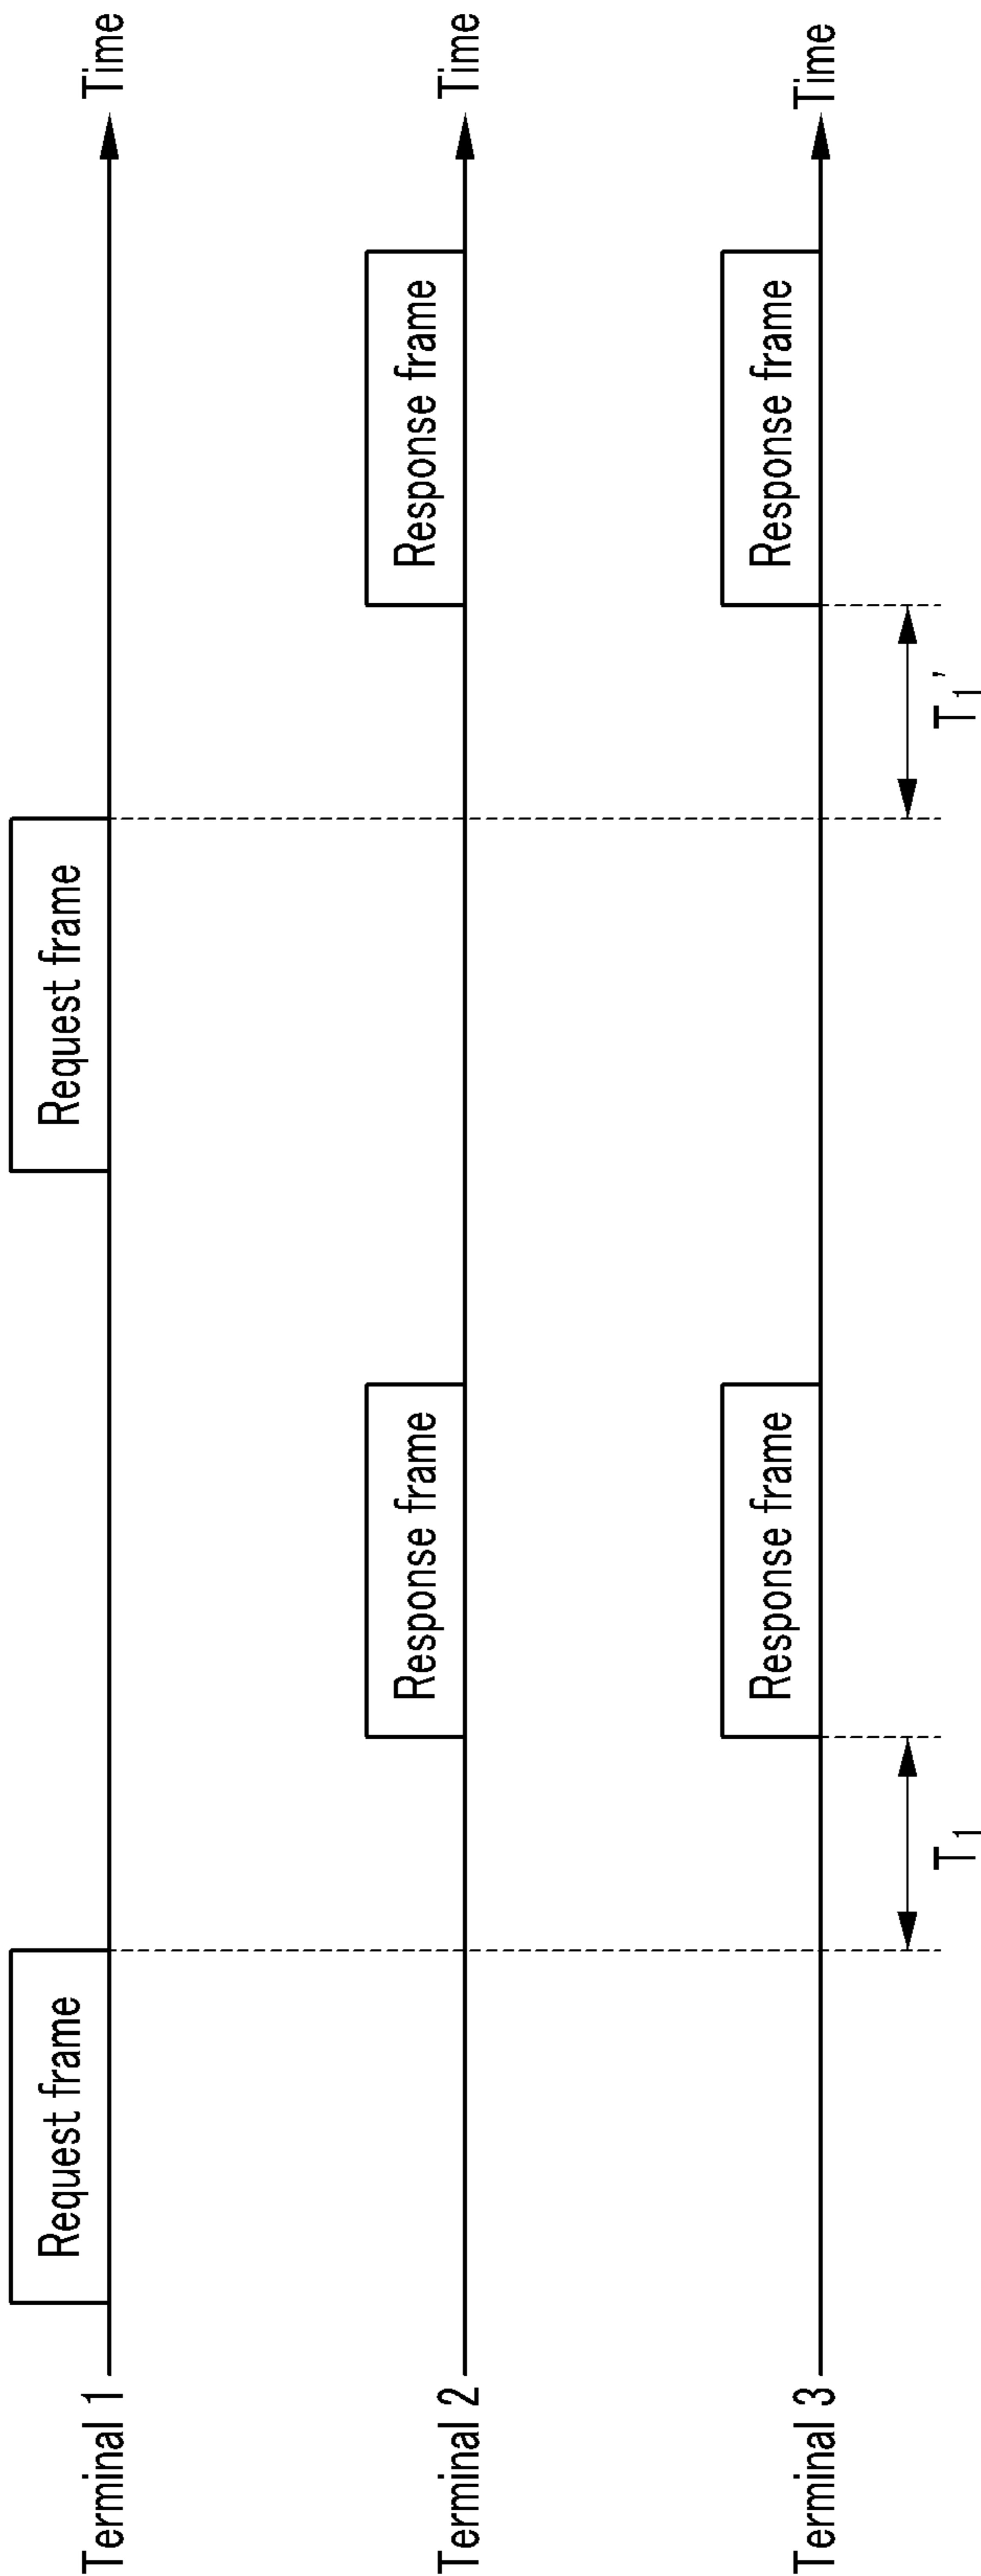 Terminal 1
Request frame
Request frame
Time
Terminal 2
Response frame
Response frame
Time
Terminal 3
Response frame
Response frame
Time
T1
T1'